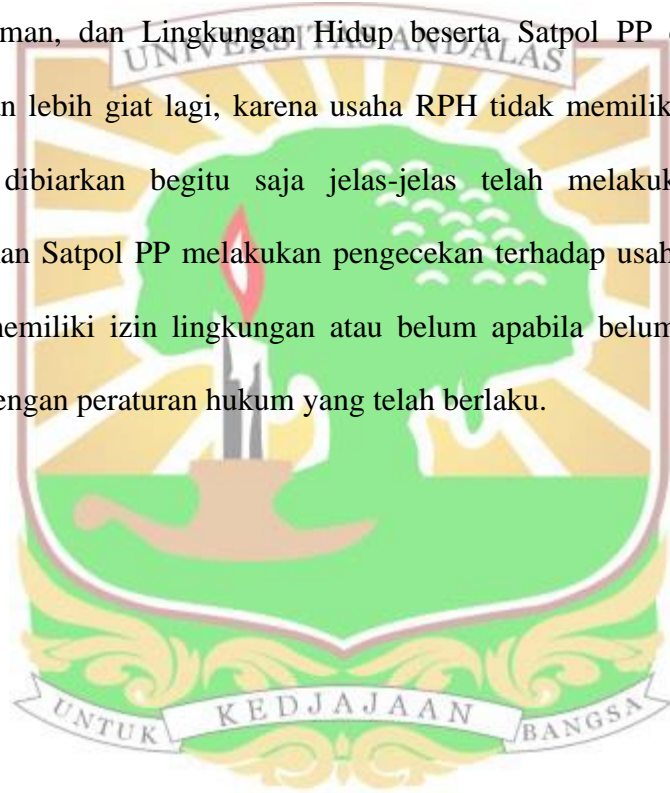 man, dan Lingkungan Hidup beserta Satpol PP
UNIVERSITAS ANDALAS
n lebih giat lagi, karena usaha RPH tidak memilik
dibiarkan begitu saja jelas-jelas telah melakuk
an Satpol PP melakukan pengecekan terhadap usah
emiliki izin lingkungan atau belum apabila belum
engan peraturan hukum yang telah berlaku.
UNTUK KEDJAJAAN BANGSA